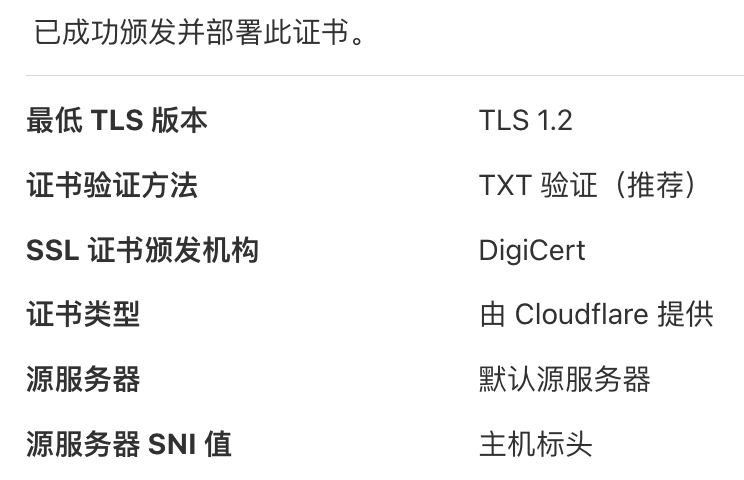 已成功颁发并部署此证书。
最低 TLS 版本 TLS 1.2
证书验证方法 TXT 验证（推荐）
SSL 证书颁发机构 DigiCert
证书类型 由 Cloudflare 提供
源服务器 默认源服务器
源服务器 SNI 值 主机标头